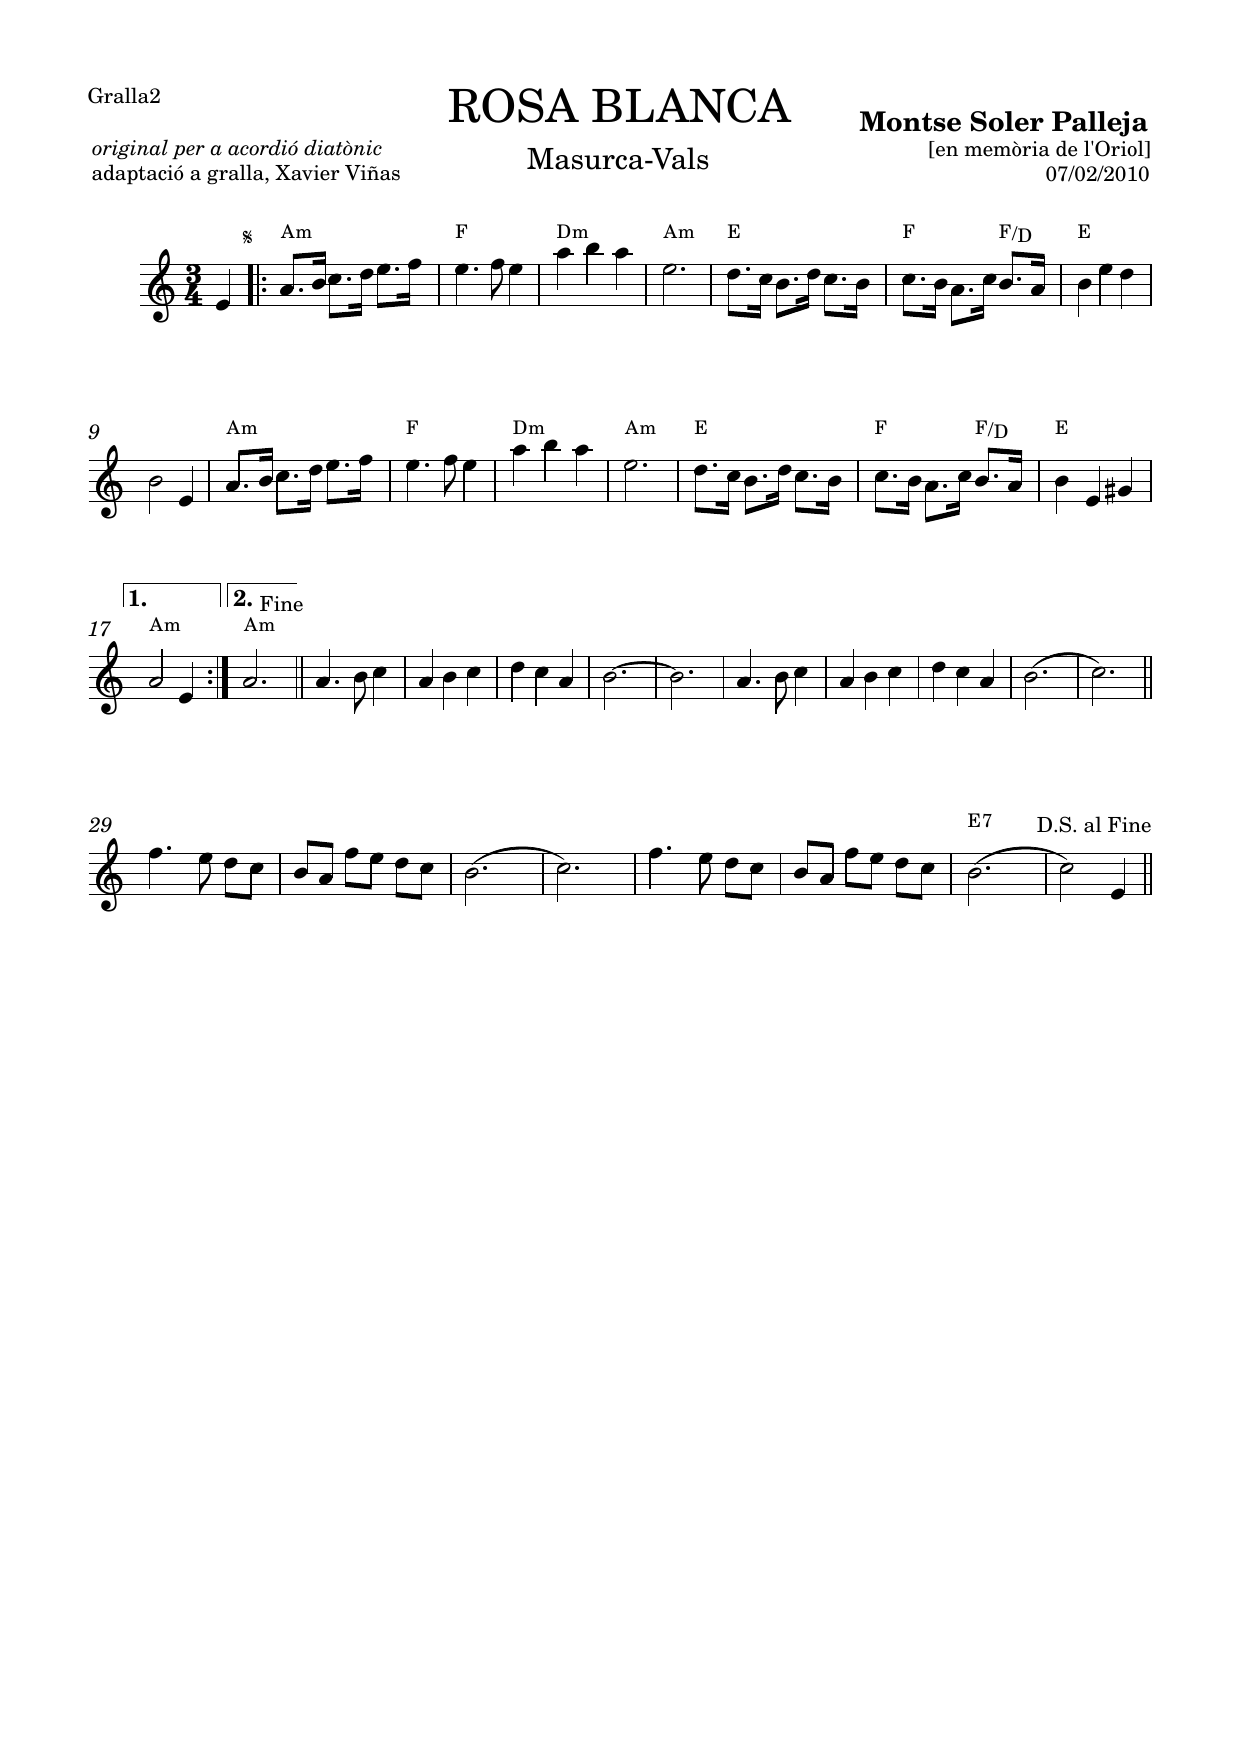 Gralla2
ROSA BLANCA
Montse Soler Palleja
original per a acordió diatònic
Masurca-Vals
[en memòria de l'Oriol]
adaptació a gralla, Xavier Viñas
07/02/2010
Am F Dm Am E F F/D E
3
4
9
Am F Dm Am E F F/D E
1. 2. Fine
17
Am Am
29
E7 D.S. al Fine